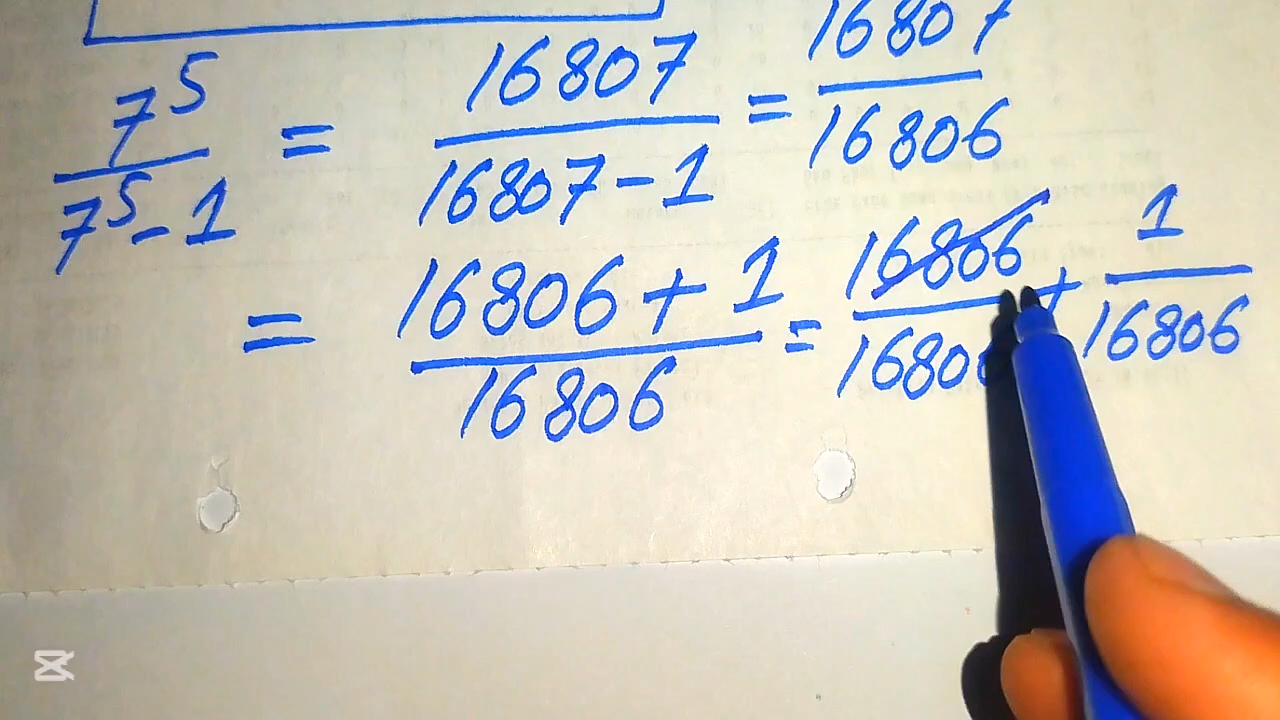 7^5 / (7^5 - 1) = 16807 / (16807 - 1) = 16807 / 16806
= (16806 + 1) / 16806 = 16806 / 16806 + 1 / 16806